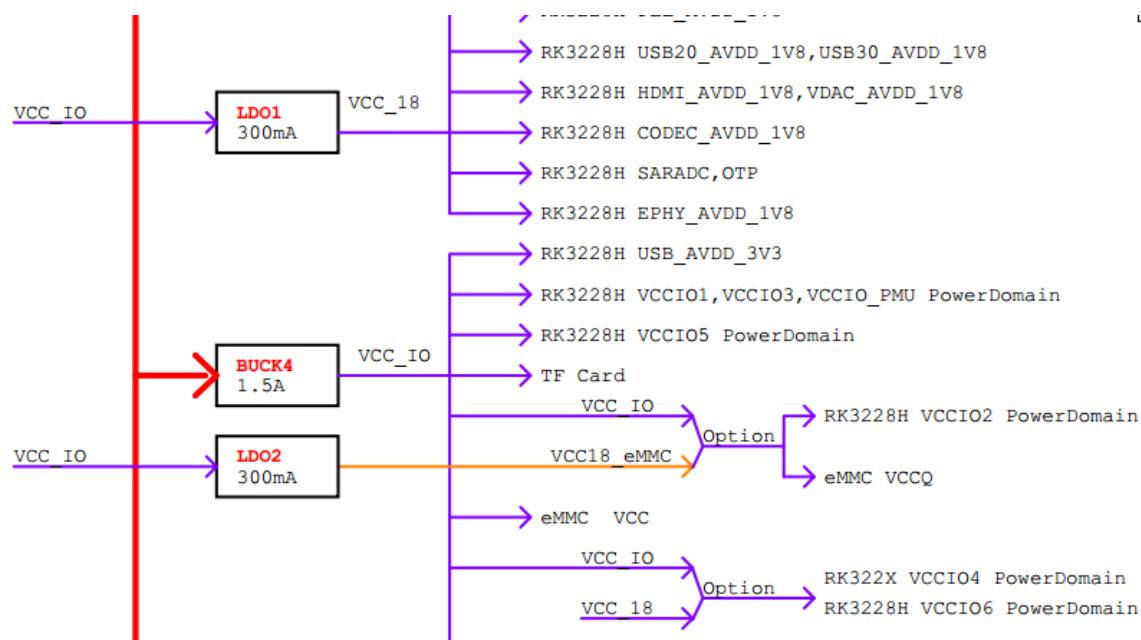 RK3228H USB20_AVDD_1V8,USB30_AVDD_1V8
RK3228H HDMI_AVDD_1V8,VDAC_AVDD_1V8
VCC_IO
LDO1
300mA
VCC_18
RK3228H CODEC_AVDD_1V8
RK3228H SARADC,OTP
RK3228H EPHY_AVDD_1V8
RK3228H USB_AVDD_3V3
RK3228H VCCIO1,VCCIO3,VCCIO_PMU PowerDomain
RK3228H VCCIO5 PowerDomain
BUCK4
1.5A
VCC_IO
TF Card
VCC_IO
Option
RK3228H VCCIO2 PowerDomain
VCC_IO
LDO2
300mA
VCC18_eMMC
eMMC VCCQ
eMMC VCC
VCC_IO
Option
VCC_18
RK322X VCCIO4 PowerDomain
RK3228H VCCIO6 PowerDomain